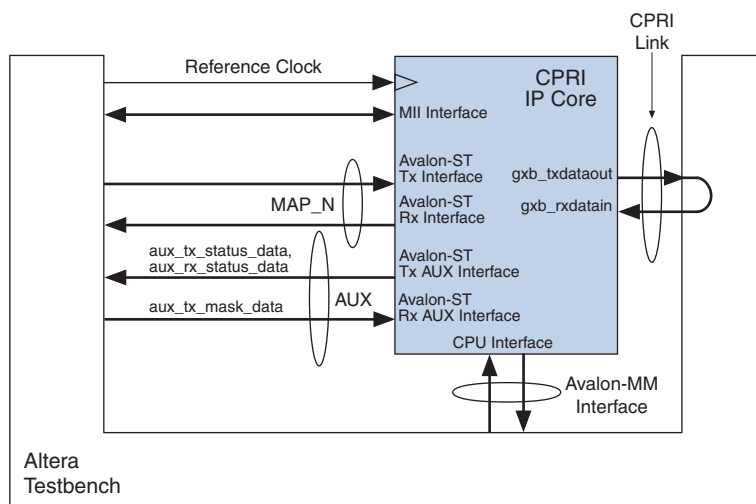 CPRI
Link
Reference Clock
CPRI
IP Core
MII Interface
Avalon-ST
Tx Interface
gxb_txdataout
MAP_N
Avalon-ST
Rx Interface
gxb_rxdatain
aux_tx_status_data,
aux_rx_status_data
Avalon-ST
Tx AUX Interface
aux_tx_mask_data
AUX
Avalon-ST
Rx AUX Interface
CPU Interface
Avalon-MM
Interface
Altera
Testbench